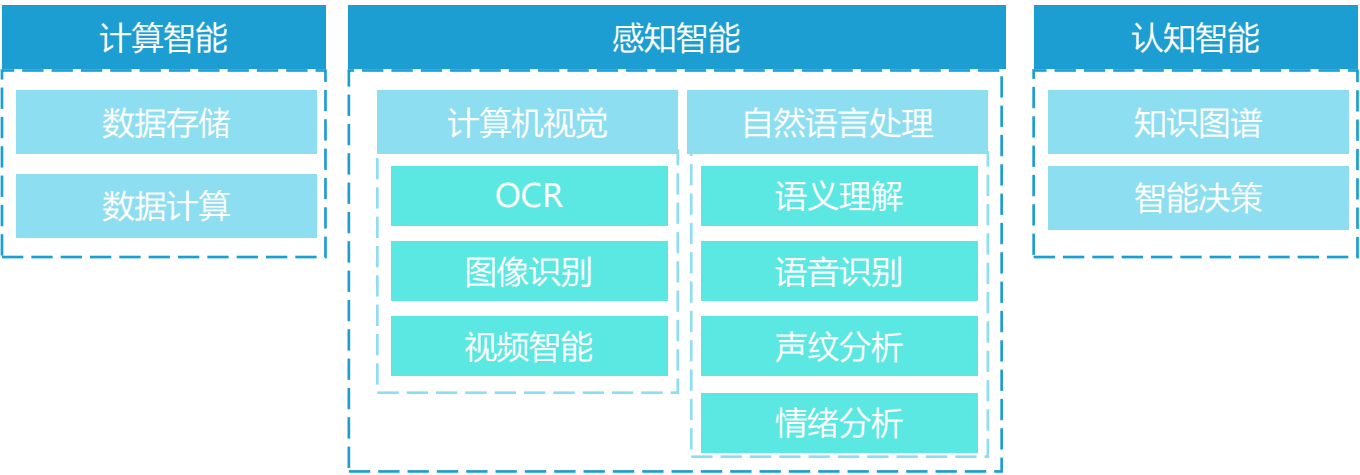 计算智能
数据存储
数据计算
感知智能
计算机视觉
OCR
图像识别
视频智能
自然语言处理
语义理解
语音识别
声纹分析
情绪分析
认知智能
知识图谱
智能决策